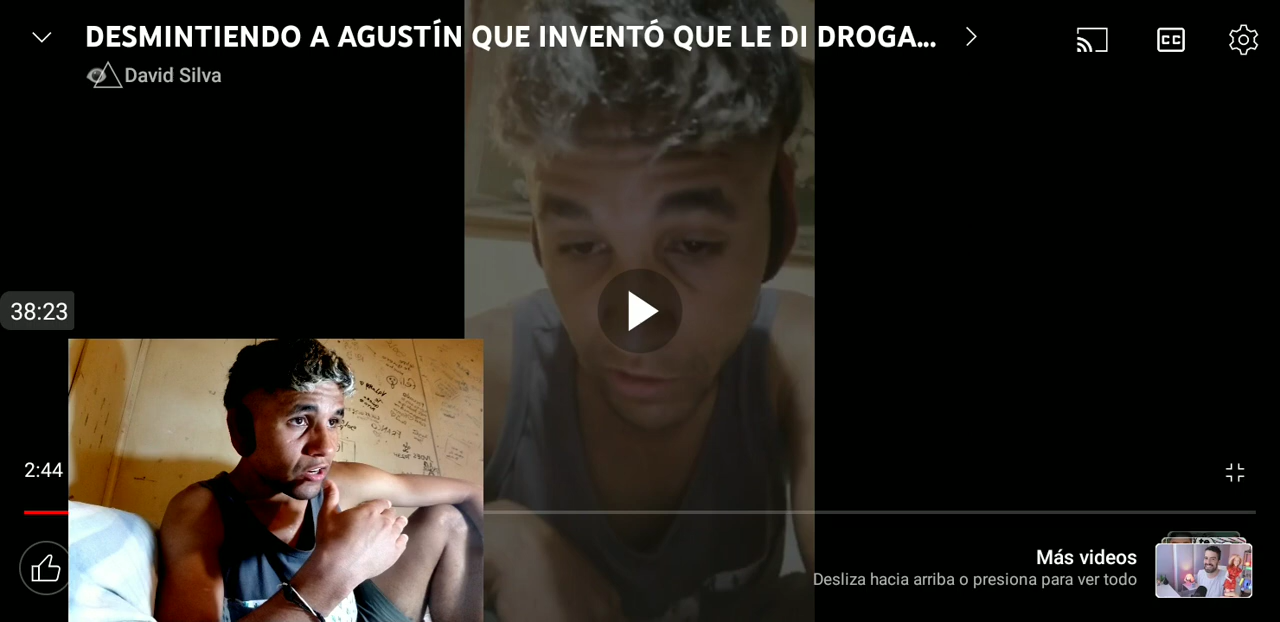 DESMINTIENDO A AGUSTÍN QUE INVENTÓ QUE LE DI DROGA...
David Silva
38:23
2:44
Más videos
Desliza hacia arriba o presiona para ver todo